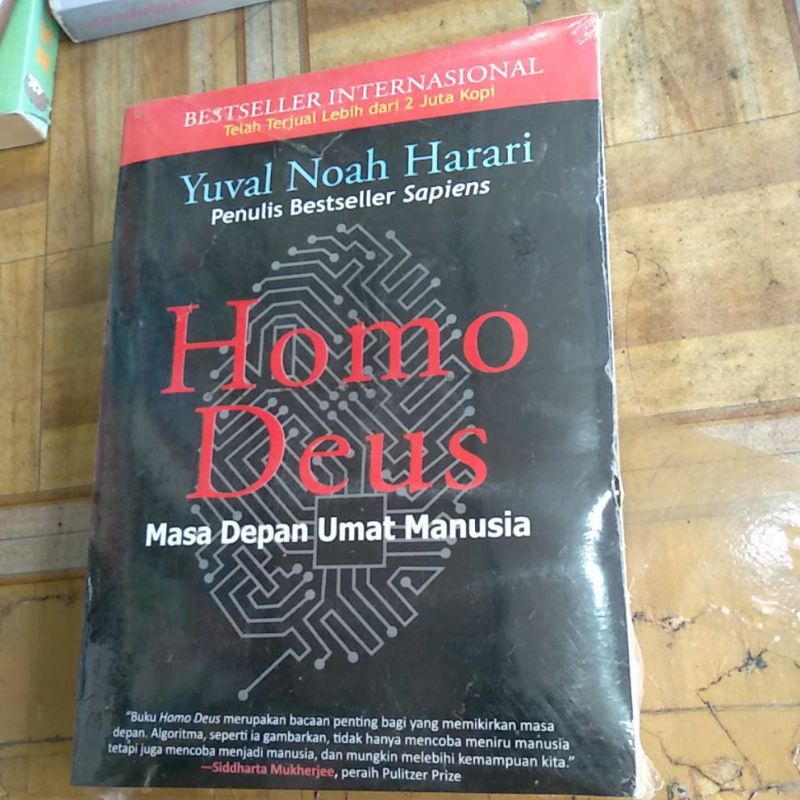 BESTSELLER INTERNASIONAL
Telah Terjual Lebih dari 2 Juta Kopi
Yuval Noah Harari
Penulis Bestseller Sapiens
Homo
Deus
Masa Depan Umat Manusia
“Buku Homo Deus merupakan bacaan penting bagi yang memikirkan masa
depan. Algoritma, seperti ia gambarkan, tidak hanya mencoba meniru manusia
tetapi juga mencoba menjadi manusia, dan mungkin melebihi kemampuan kita.”
—Siddharta Mukherjee, peraih Pulitzer Prize